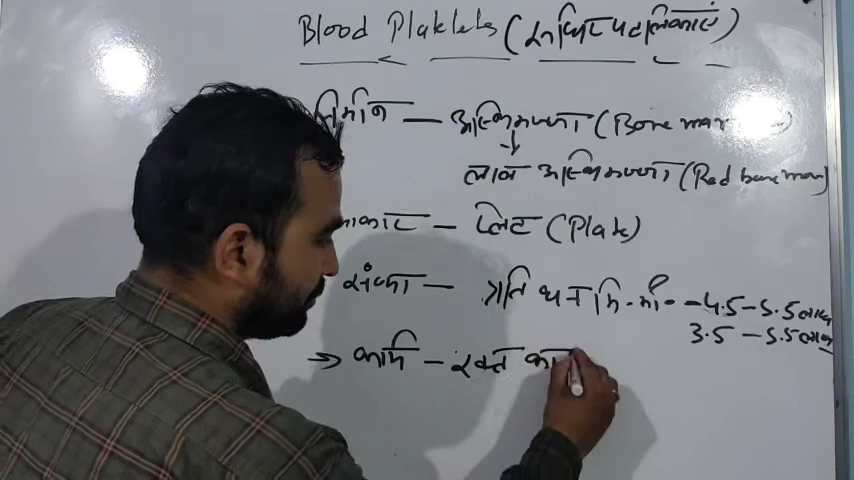 Blood Plaklets (रूधिर पट्टलिकाएं)
निर्माण — अस्थिमज्जा (Bone mar
लाल अस्थिमज्जा (Red bone marr)
आकार — प्लेट (Plate)
संख्या — प्रति घन मि.मी. - 4.5 - 5.5 लाख
3.5 - 5.5 लाख
→ कार्य - रक्त का